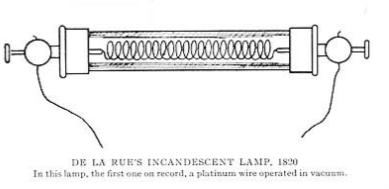 DE LA RUE'S INCANDESCENT LAMP, 1820
In this lamp, the first one on record, a platinum wire operated in vacuum.